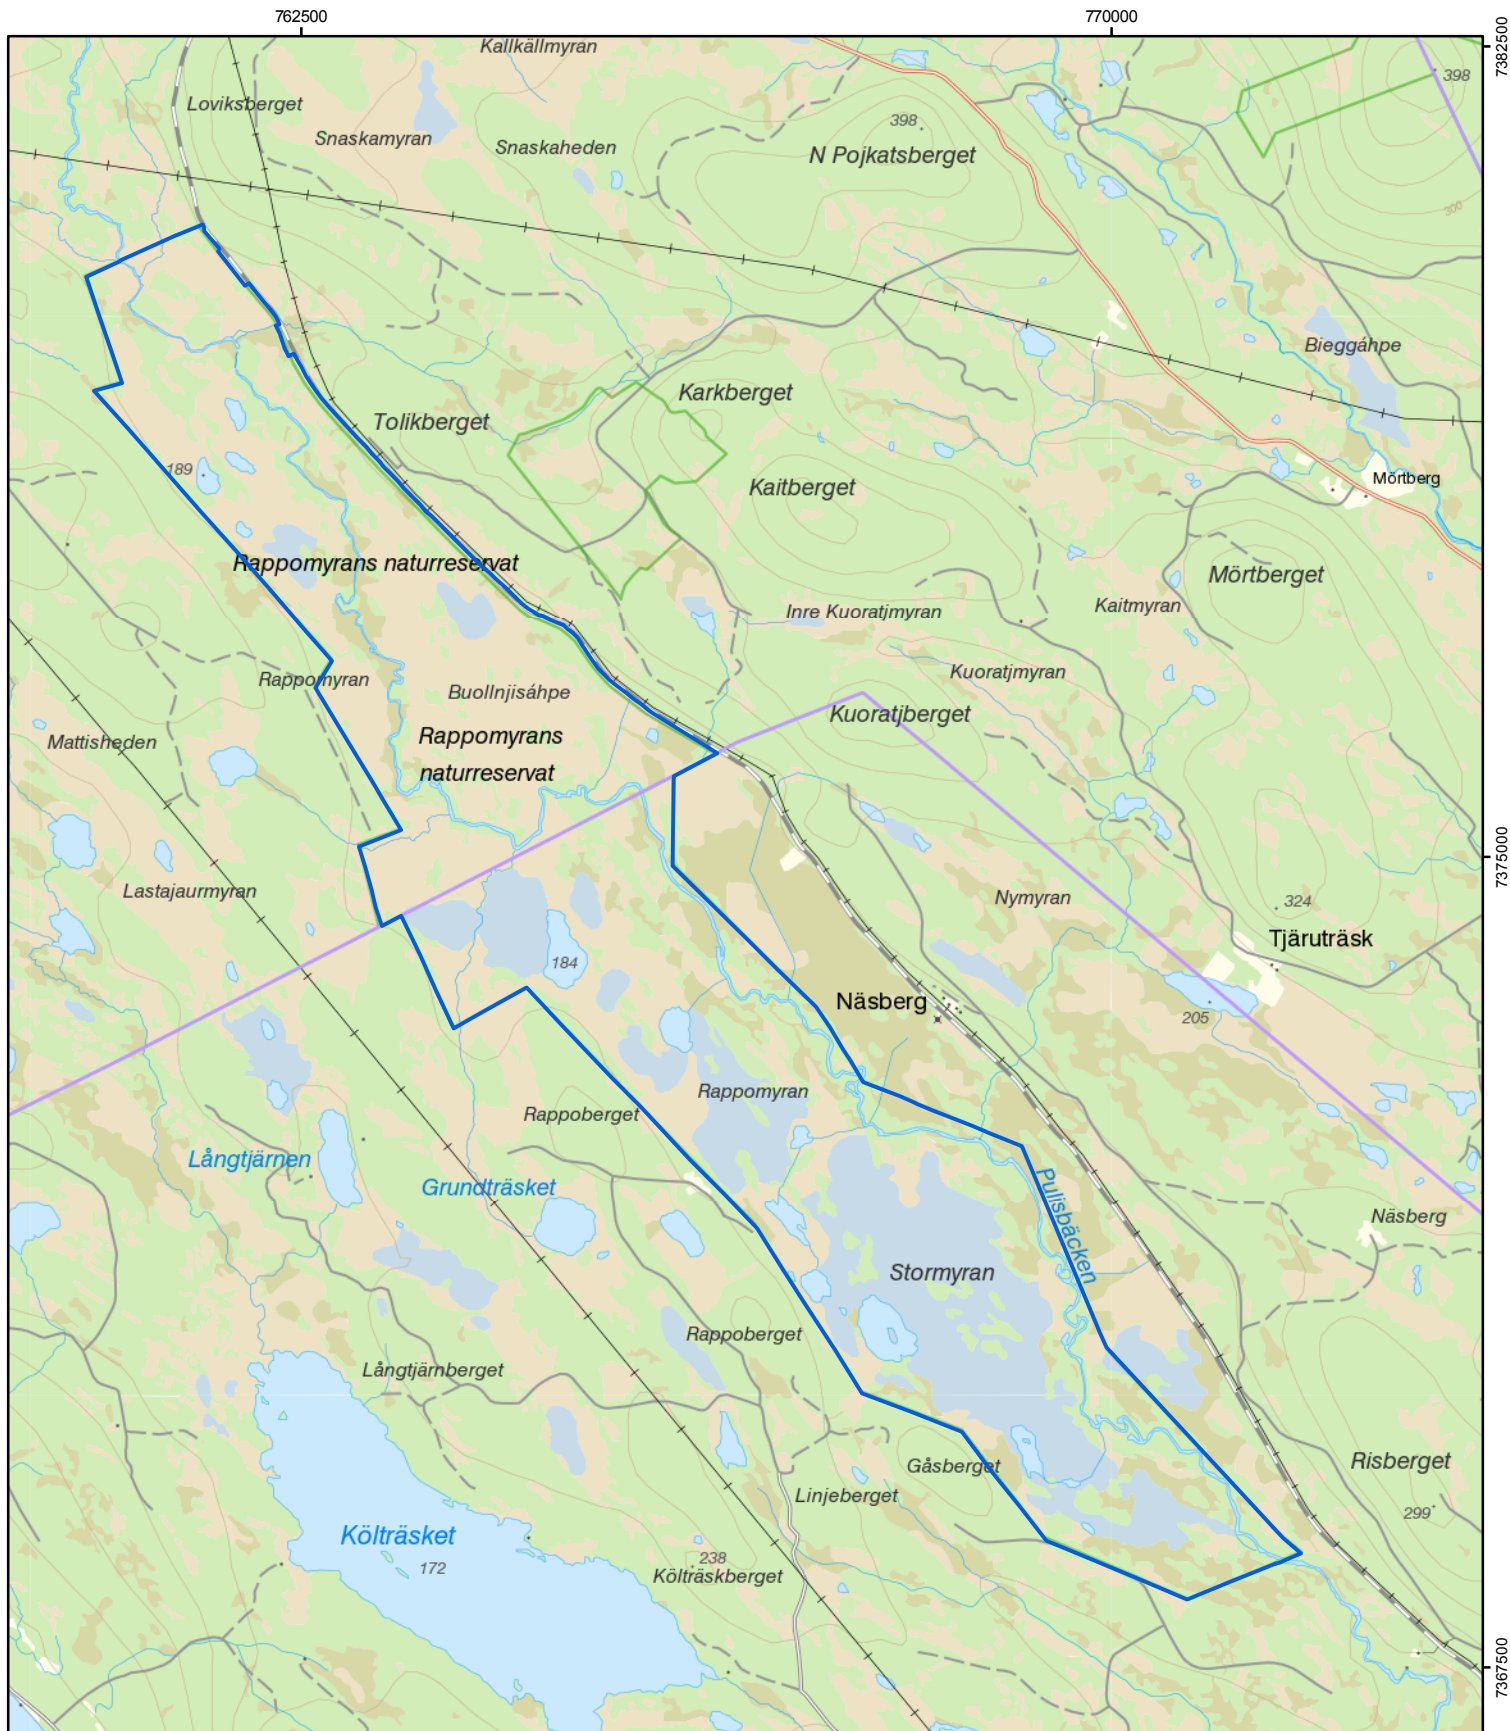 762500
770000
7382500
Kallkällmyran
398
Loviksberget
Snaskamyran
398
Snaskaheden
N Pojkatsberget
300
Bieggáhpe
Karkberget
Tolikberget
189
Mörtberg
Kaitberget
Rappomyrans naturreservat
Mörtberget
Kaitmyran
Inre Kuoratjmyran
Kuoratjmyran
Rappomyran
Buollnjisáhpe
Kuoratjberget
Rappomyrans
naturreservat
Mattisheden
7375000
Lastajaurmyran
Nymyran
324
Tjäruträsk
184
Näsberg
205
Rappomyran
Rappoberget
Långtjärnen
Grundträsket
Pulisbäcken
Näsberg
Stormyran
Rappoberget
Långtjärnberget
Gåsberget
Risberget
Linjeberget
299
Költräsket
172
238
Költräskberget
7367500